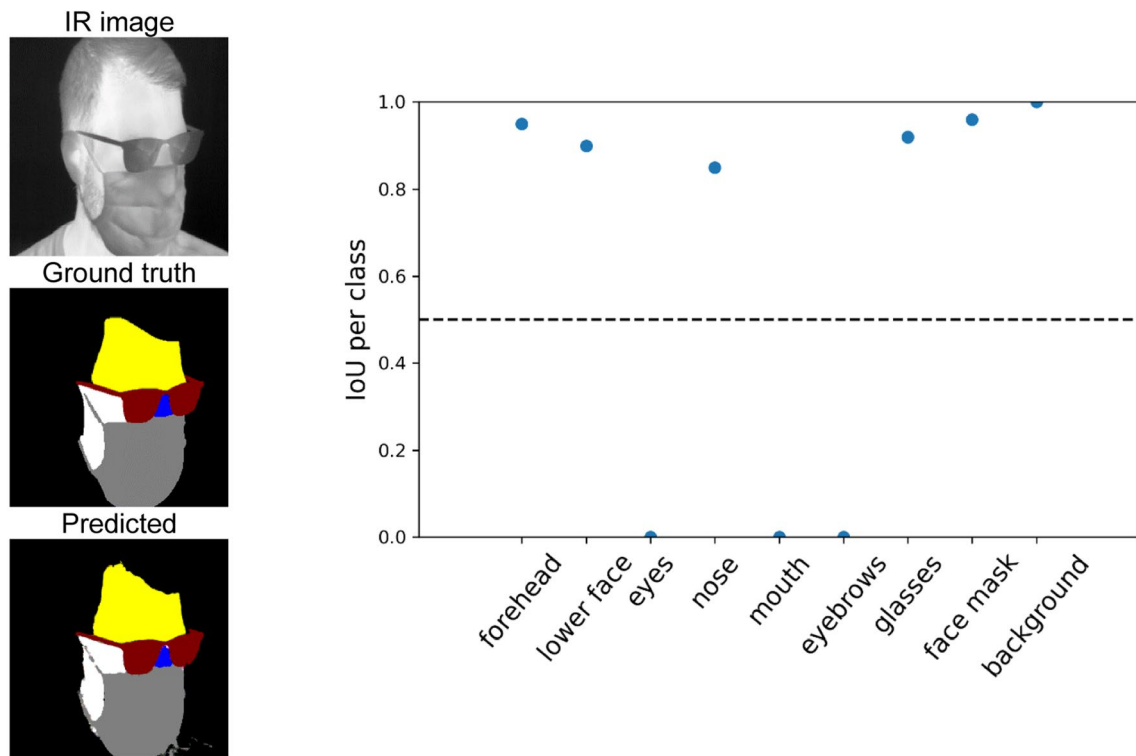 IR image
Ground truth
Predicted
IoU per class
1.0
0.8
0.6
0.4
0.2
0.0
forehead
lower face
eyes
nose
mouth
eyebrows
glasses
face mask
background